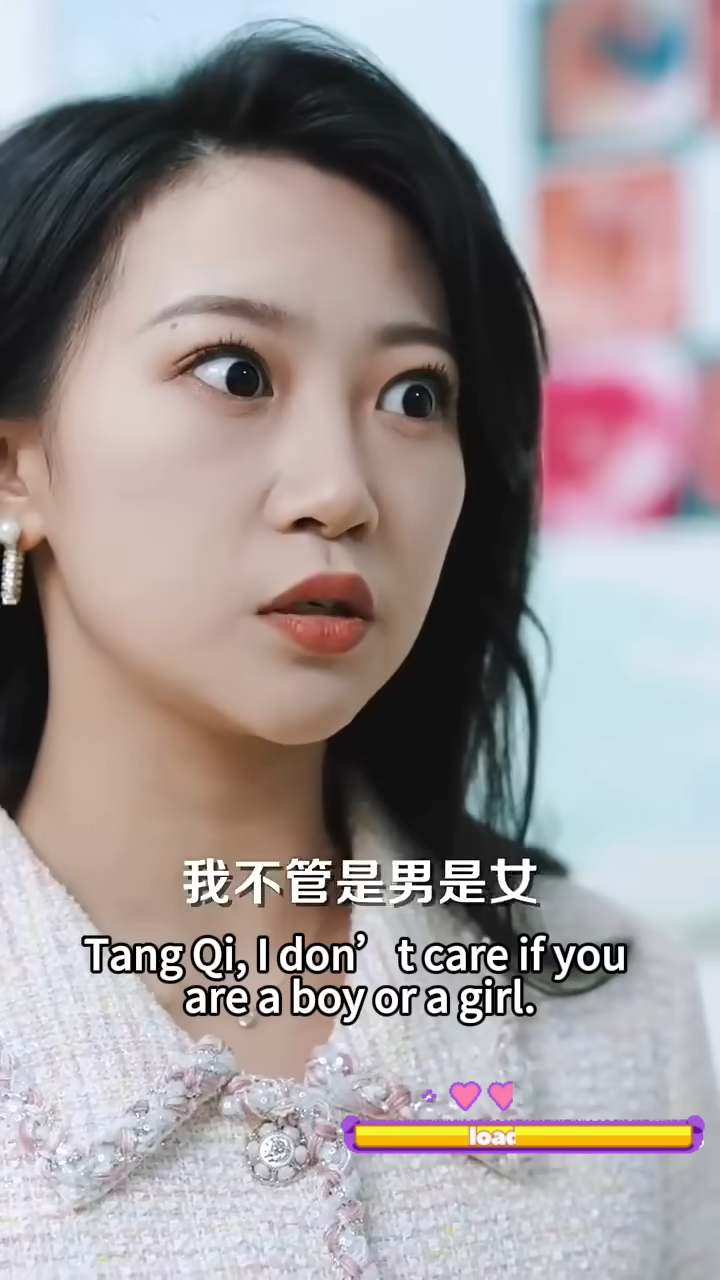 我不管是男是女
Tang Qi, I don’t care if you
are a boy or a girl.
load